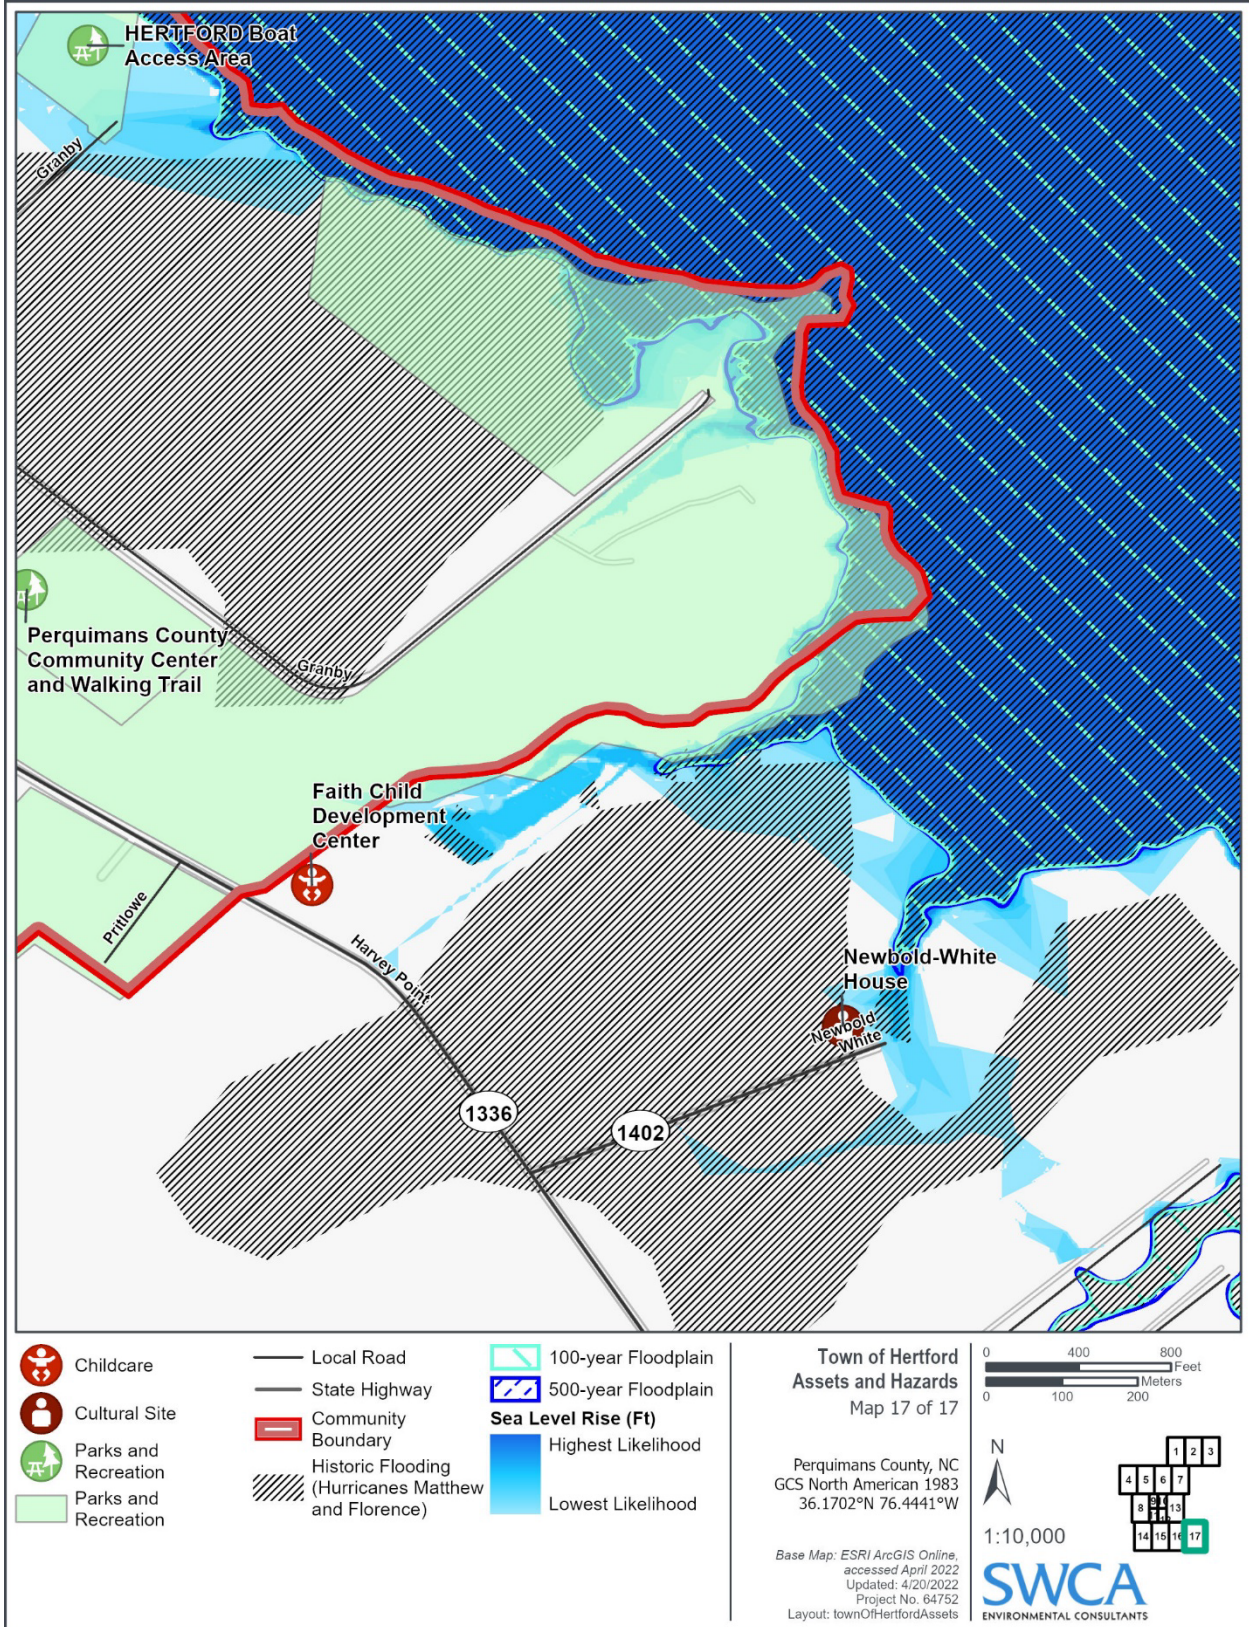 HERTFORD Boat
Access Area
Granby
Granby
Perquimans County
Community Center
and Walking Trail
Faith Child
Development
Center
Pritlowe
Harvey Point
Newbold-White
House
Newbold
White
1336
1402
Childcare
Cultural Site
Parks and
Recreation
Parks and
Recreation
Local Road
State Highway
Community
Boundary
Historic Flooding
(Hurricanes Matthew
and Florence)
100-year Floodplain
500-year Floodplain
Sea Level Rise (Ft)
Highest Likelihood
Lowest Likelihood
Town of Hertford
Assets and Hazards
Map 17 of 17
Perquimans County, NC
GCS North American 1983
36.1702°N 76.4441°W
Base Map: ESRI ArcGIS Online,
accessed April 2022
Updated: 4/20/2022
Project No. 64752
Layout: townOfHertfordAssets
0 400 800
Feet
Meters
0 100 200
N
1:10,000
1 2 3
4 5 6 7
8 13
14 15 16 17
SWCA
ENVIRONMENTAL CONSULTANTS